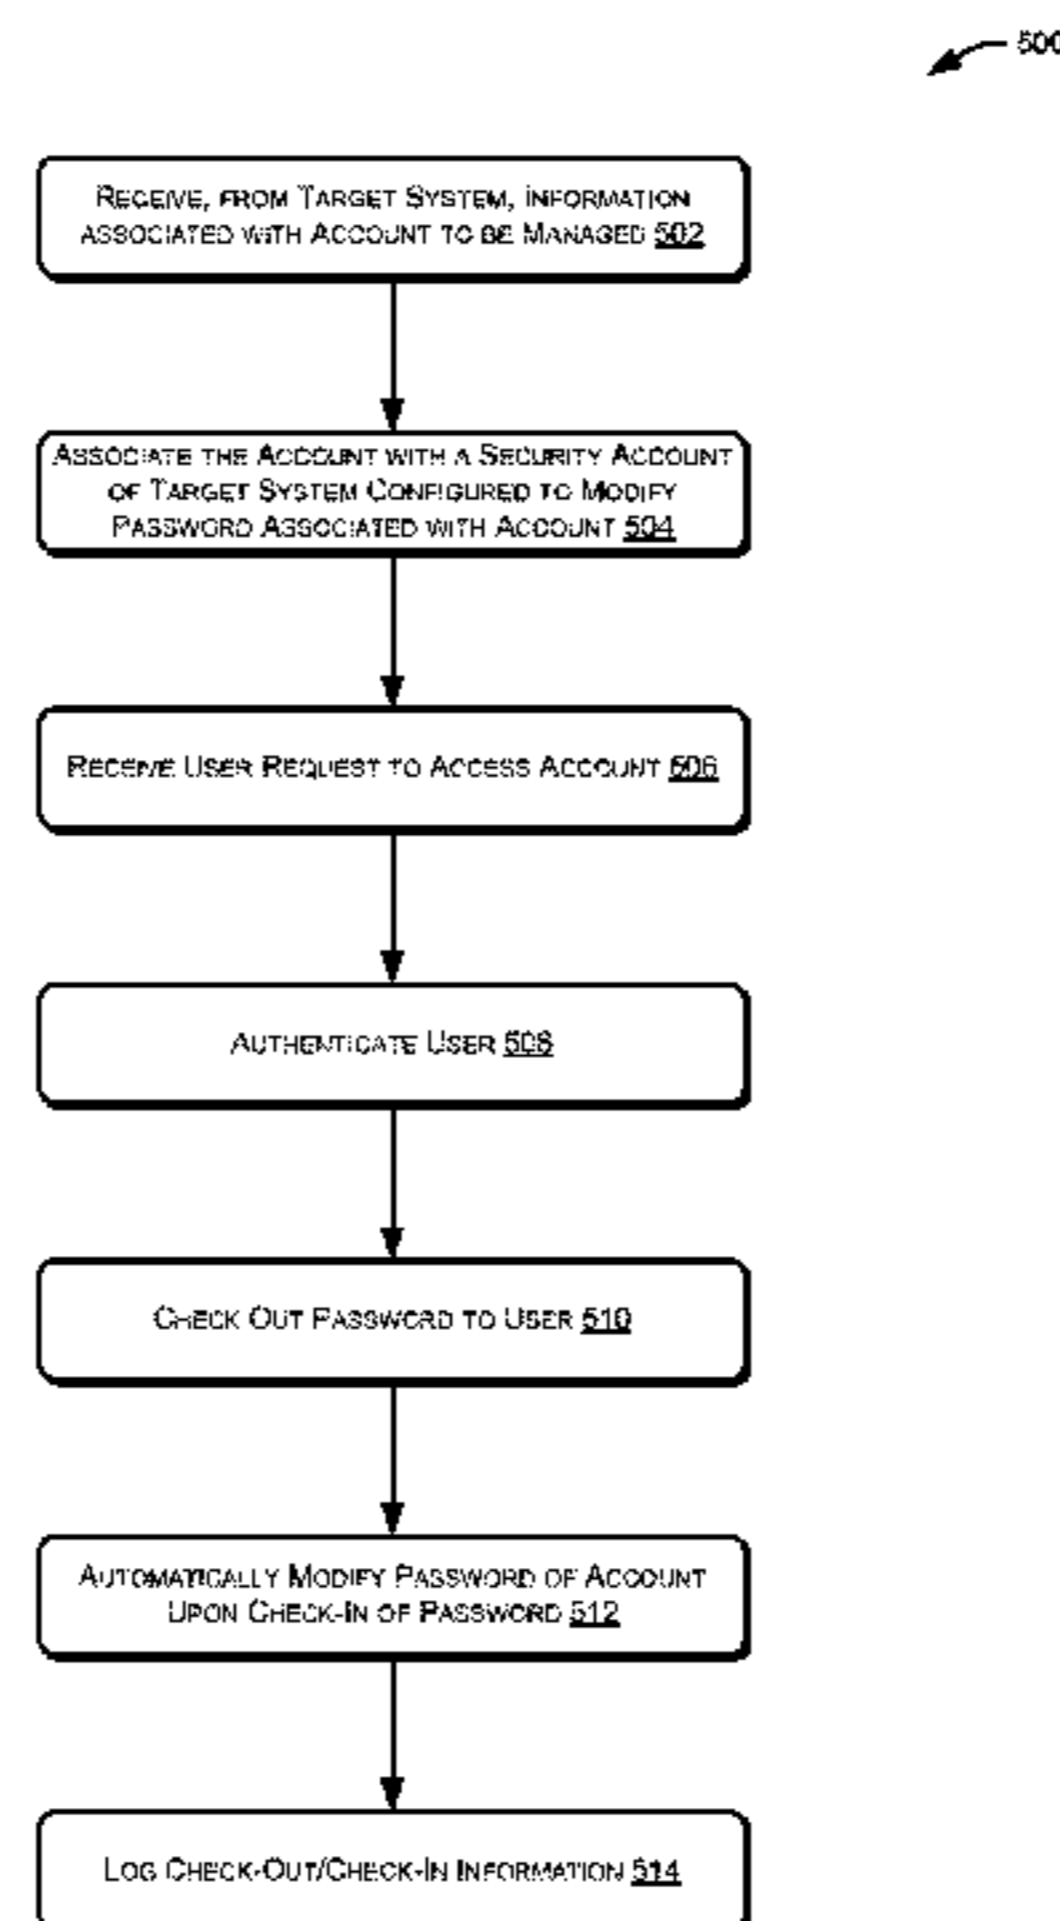 500
RECEIVE, FROM TARGET SYSTEM, INFORMATION
ASSOCIATED WITH ACCOUNT TO BE MANAGED 502
ASSOCIATE THE ACCOUNT WITH A SECURITY ACCOUNT
OF TARGET SYSTEM CONFIGURED TO MODIFY
PASSWORD ASSOCIATED WITH ACCOUNT 504
RECEIVE USER REQUEST TO ACCESS ACCOUNT 506
AUTHENTICATE USER 508
CHECK OUT PASSWORD TO USER 510
AUTOMATICALLY MODIFY PASSWORD OF ACCOUNT
UPON CHECK-IN OF PASSWORD 512
LOG CHECK-OUT/CHECK-IN INFORMATION 514